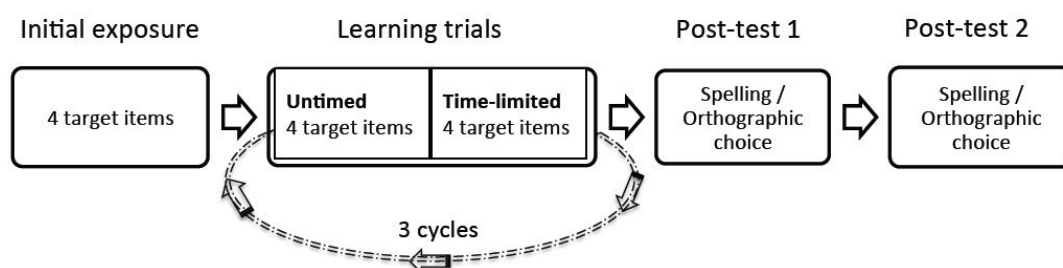 Initial exposure
Learning trials
Post-test 1
Post-test 2
4 target items
Untimed
4 target items
Time-limited
4 target items
Spelling /
Orthographic
choice
Spelling /
Orthographic
choice
3 cycles